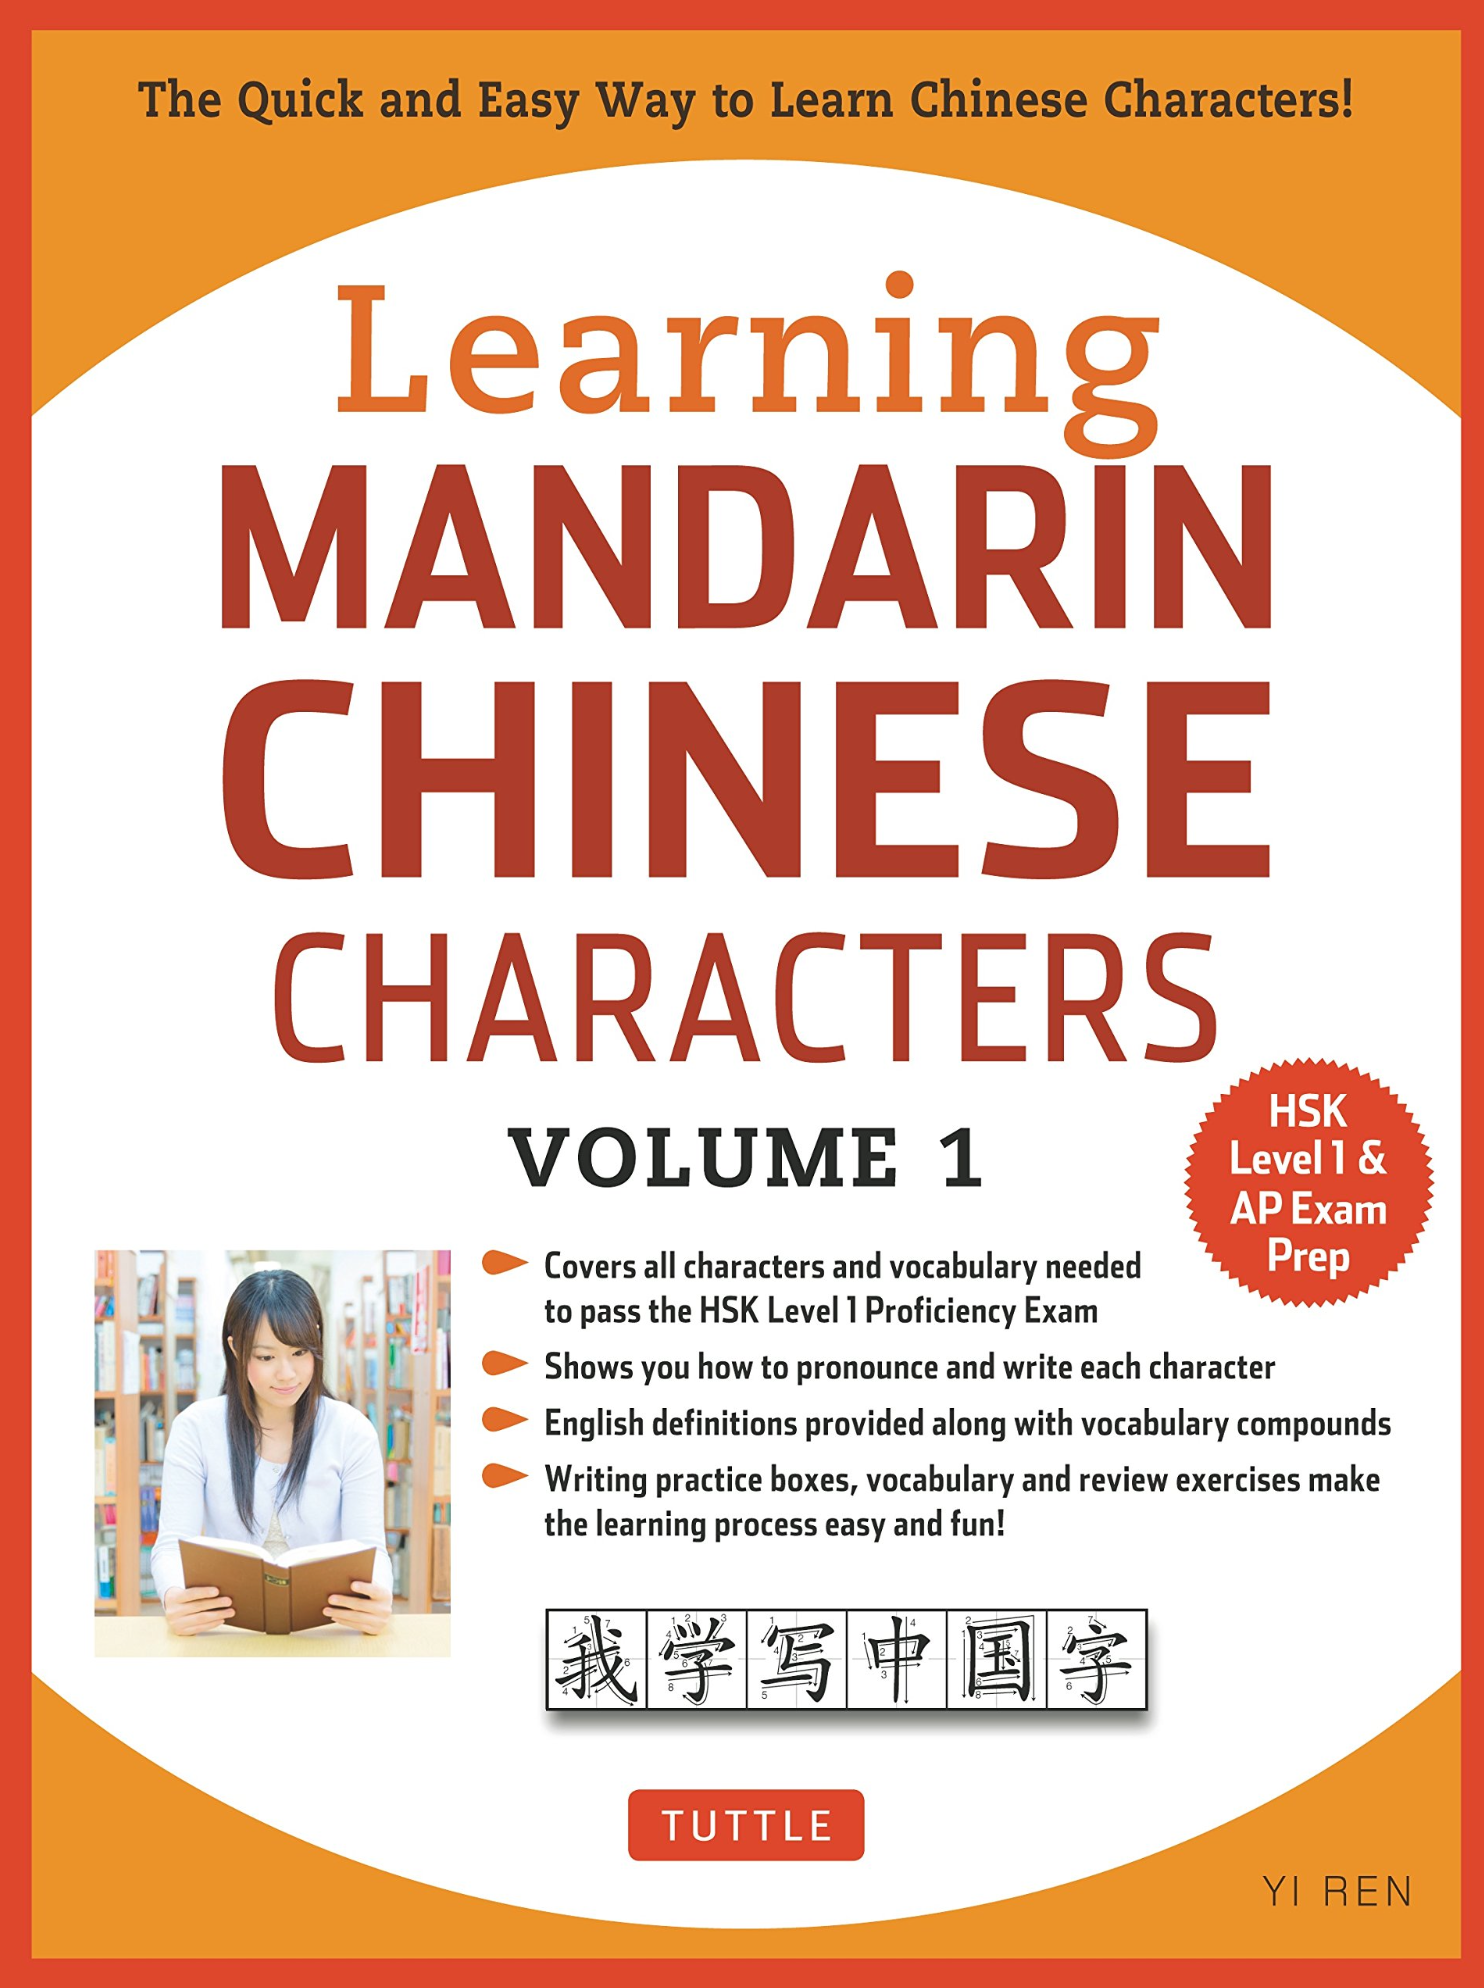 The Quick and Easy Way to Learn Chinese Characters!
Learning
MANDARIN
CHINESE
CHARACTERS
VOLUME 1
HSK
Level 1 &
AP Exam
Prep
Covers all characters and vocabulary needed
to pass the HSK Level 1 Proficiency Exam
Shows you how to pronounce and write each character
English definitions provided along with vocabulary compounds
Writing practice boxes, vocabulary and review exercises make
the learning process easy and fun!
我学写中国字
TUTTLE
YI REN